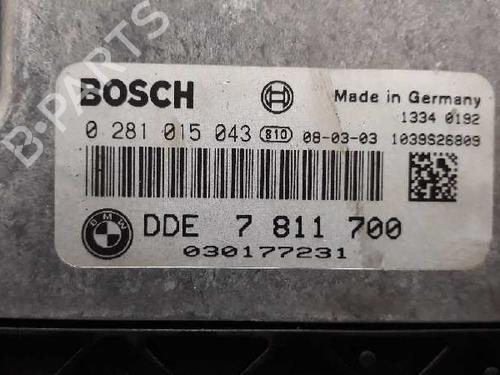 B-PARTS
BOSCH
Made in Germany
1334 0192
0 281 015 043 810 08-03-03 1039S26809
BMW
DDE 7 811 700
030177231